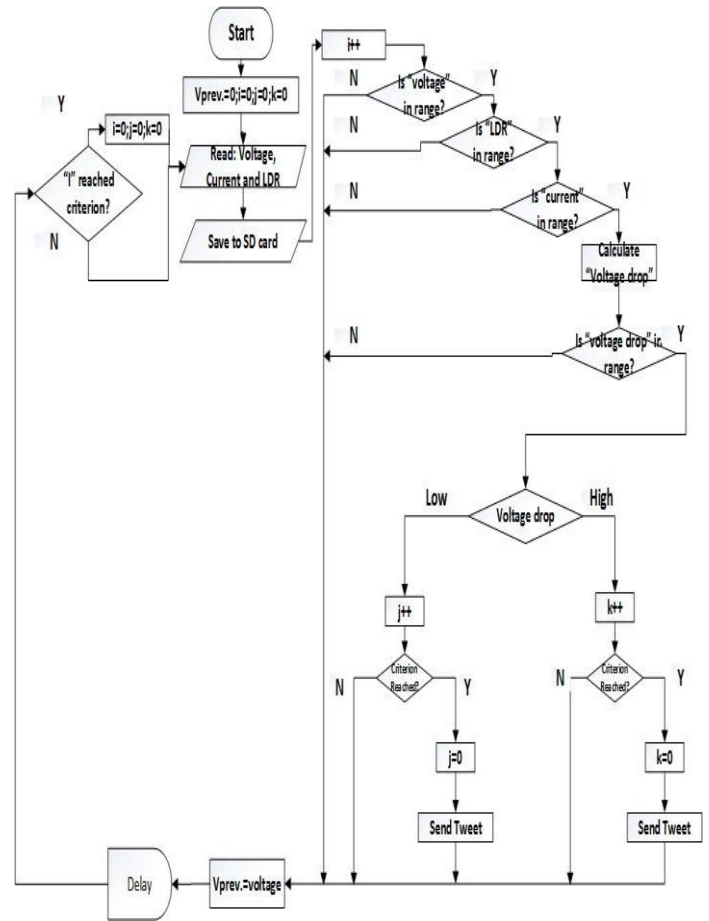 Start
Vprev.=0;i=0;j=0;k=0
Read: Voltage,
Current and LDR
Save to SD card
i++
Is “voltage”
in range?
N
Y
Is “LDR”
in range?
N
Y
Is “current”
in range?
N
Y
Calculate
“Voltage drop”
Is “voltage drop” in
range?
N
Y
Voltage drop
Low
High
j++
Criterion
Reached?
N
Y
j=0
Send Tweet
k++
Criterion
Reached?
N
Y
k=0
Send Tweet
Vprev.=voltage
Delay
“I” reached
criterion?
Y
N
i=0;j=0;k=0